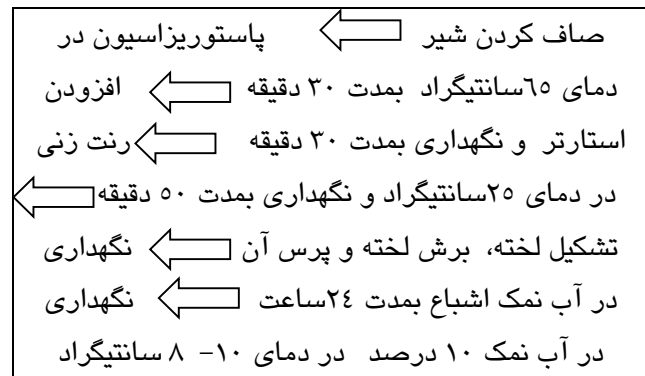 صاف کردن شیر پاستوریزاسیون در
دمای ٦٥سانتیگراد بمدت ٣٠ دقیقه افزودن
استارتر و نگهداری بمدت ٣٠ دقیقه رنت زنی
در دمای ٢٥سانتیگراد و نگهداری بمدت ٥٠ دقیقه
تشکیل لخته، برش لخته و پرس آن نگهداری
در آب نمک اشباع بمدت ٢٤ساعت نگهداری
در آب نمک ١٠ درصد در دمای ١٠- ٨ سانتیگراد